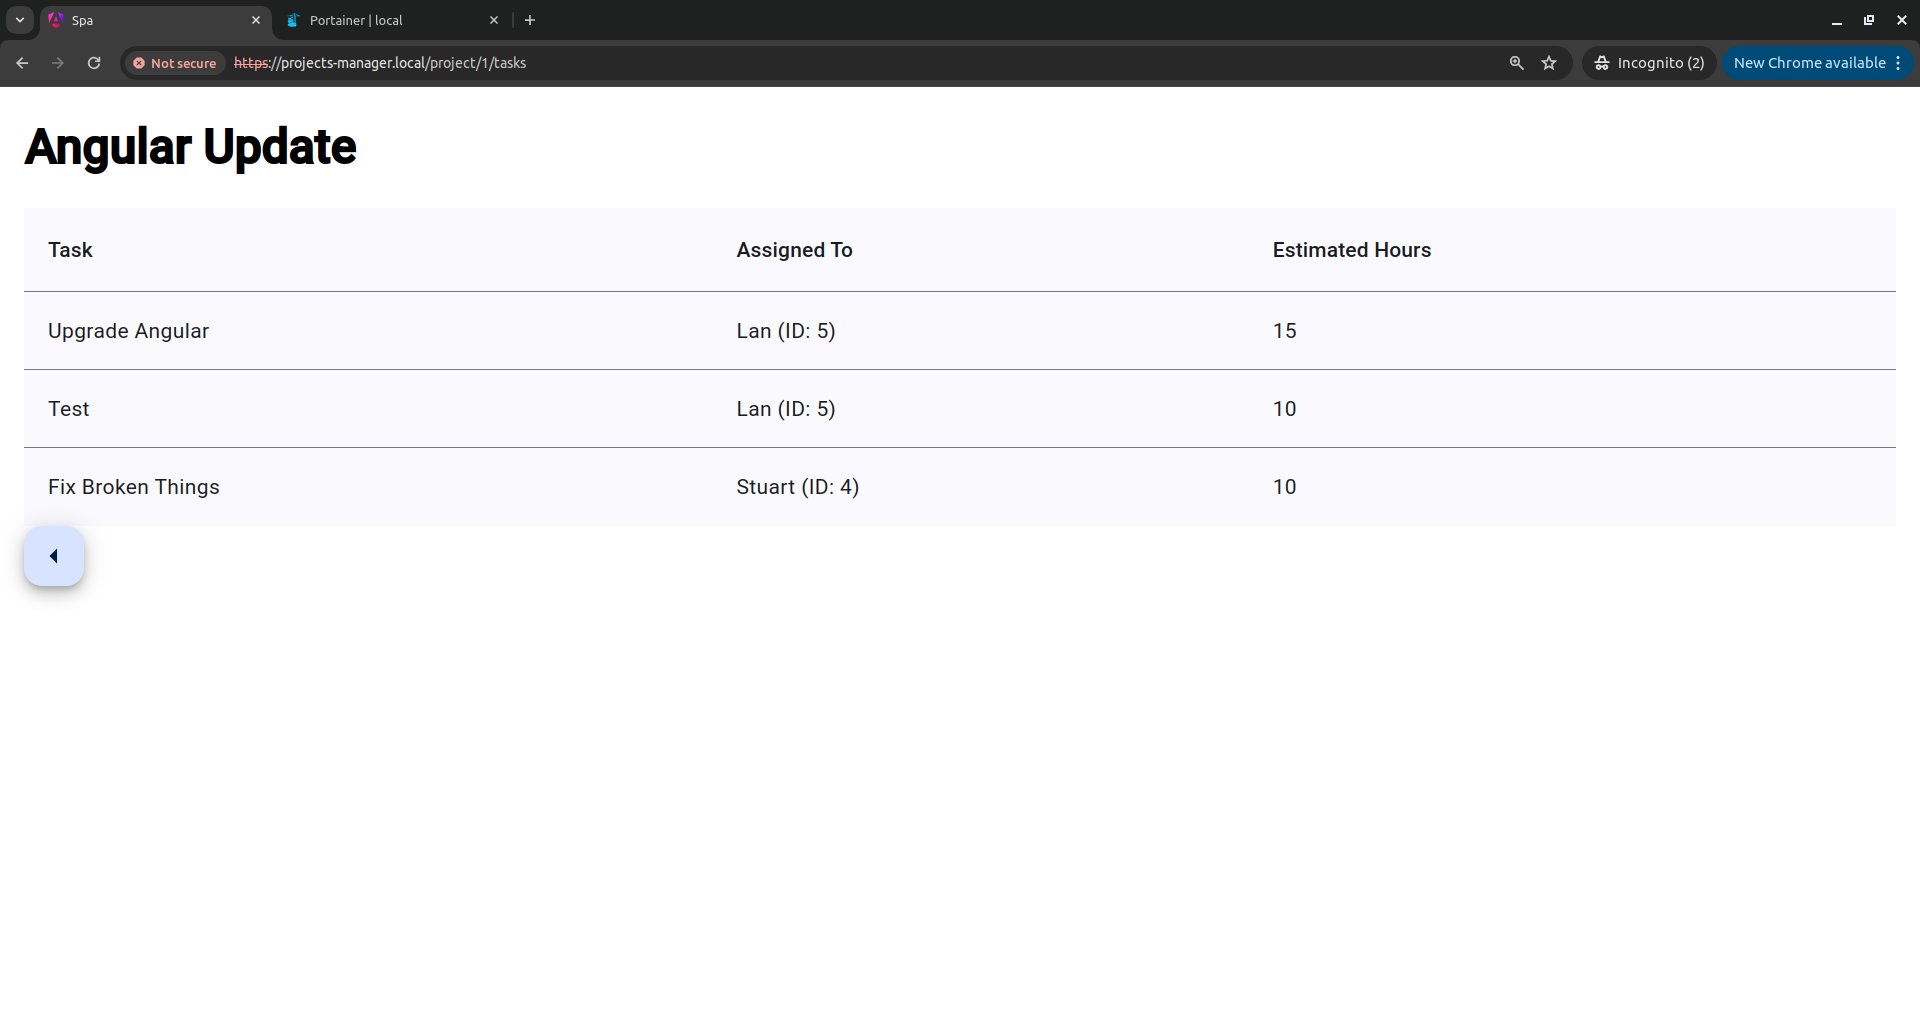 Spa
Portainer | local
Not secure
https://projects-manager.local/project/1/tasks
Incognito (2)
New Chrome available
Angular Update
Task Assigned To Estimated Hours
Upgrade Angular Lan (ID: 5) 15
Test Lan (ID: 5) 10
Fix Broken Things Stuart (ID: 4) 10